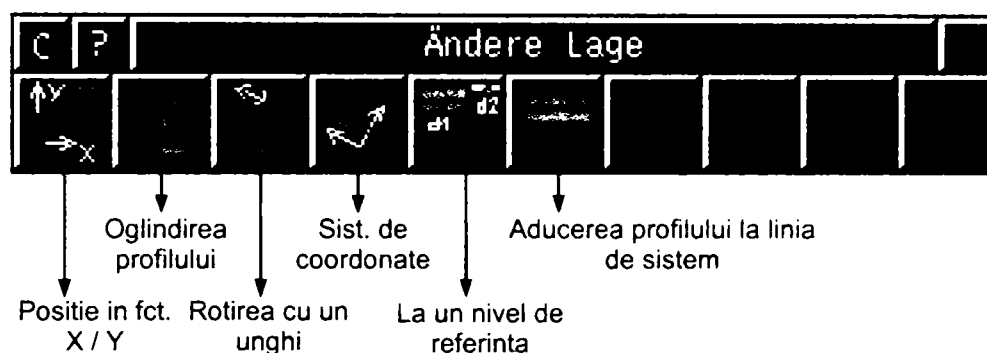 C ? Ändere Lage
Y
X
d1 d2
Oglindirea
profilului
Sist. de
coordonate
Aducerea profilului la linia
de sistem
Positie in fct.
X / Y
Rotirea cu un
unghi
La un nivel de
referinta